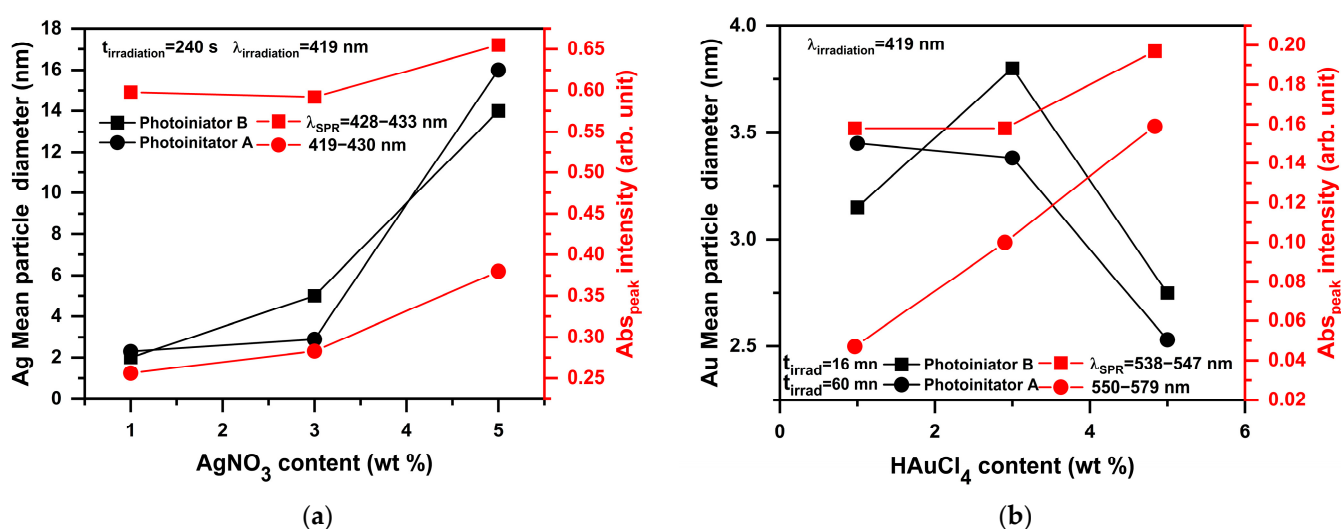 18
16
14
12
10
8
6
4
2
0
Ag Mean particle diameter (nm)
t_irradiation=240 s λ_irradiation=419 nm
Photoiniator B λ_SPR=428−433 nm
Photoinitator A 419−430 nm
0.65
0.60
0.55
0.50
0.45
0.40
0.35
0.30
0.25
Abs_peak intensity (arb. unit)
1 2 3 4 5
AgNO_3 content (wt %)
(a)
4.0
3.5
3.0
2.5
Au Mean particle diameter (nm)
λ_irradiation=419 nm
t_irrad=16 mn Photoiniator B λ_SPR=538−547 nm
t_irrad=60 mn Photoinitator A 550−579 nm
0.20
0.18
0.16
0.14
0.12
0.10
0.08
0.06
0.04
0.02
Abs_peak intensity (arb. unit)
0 2 4 6
HAuCl_4 content (wt %)
(b)